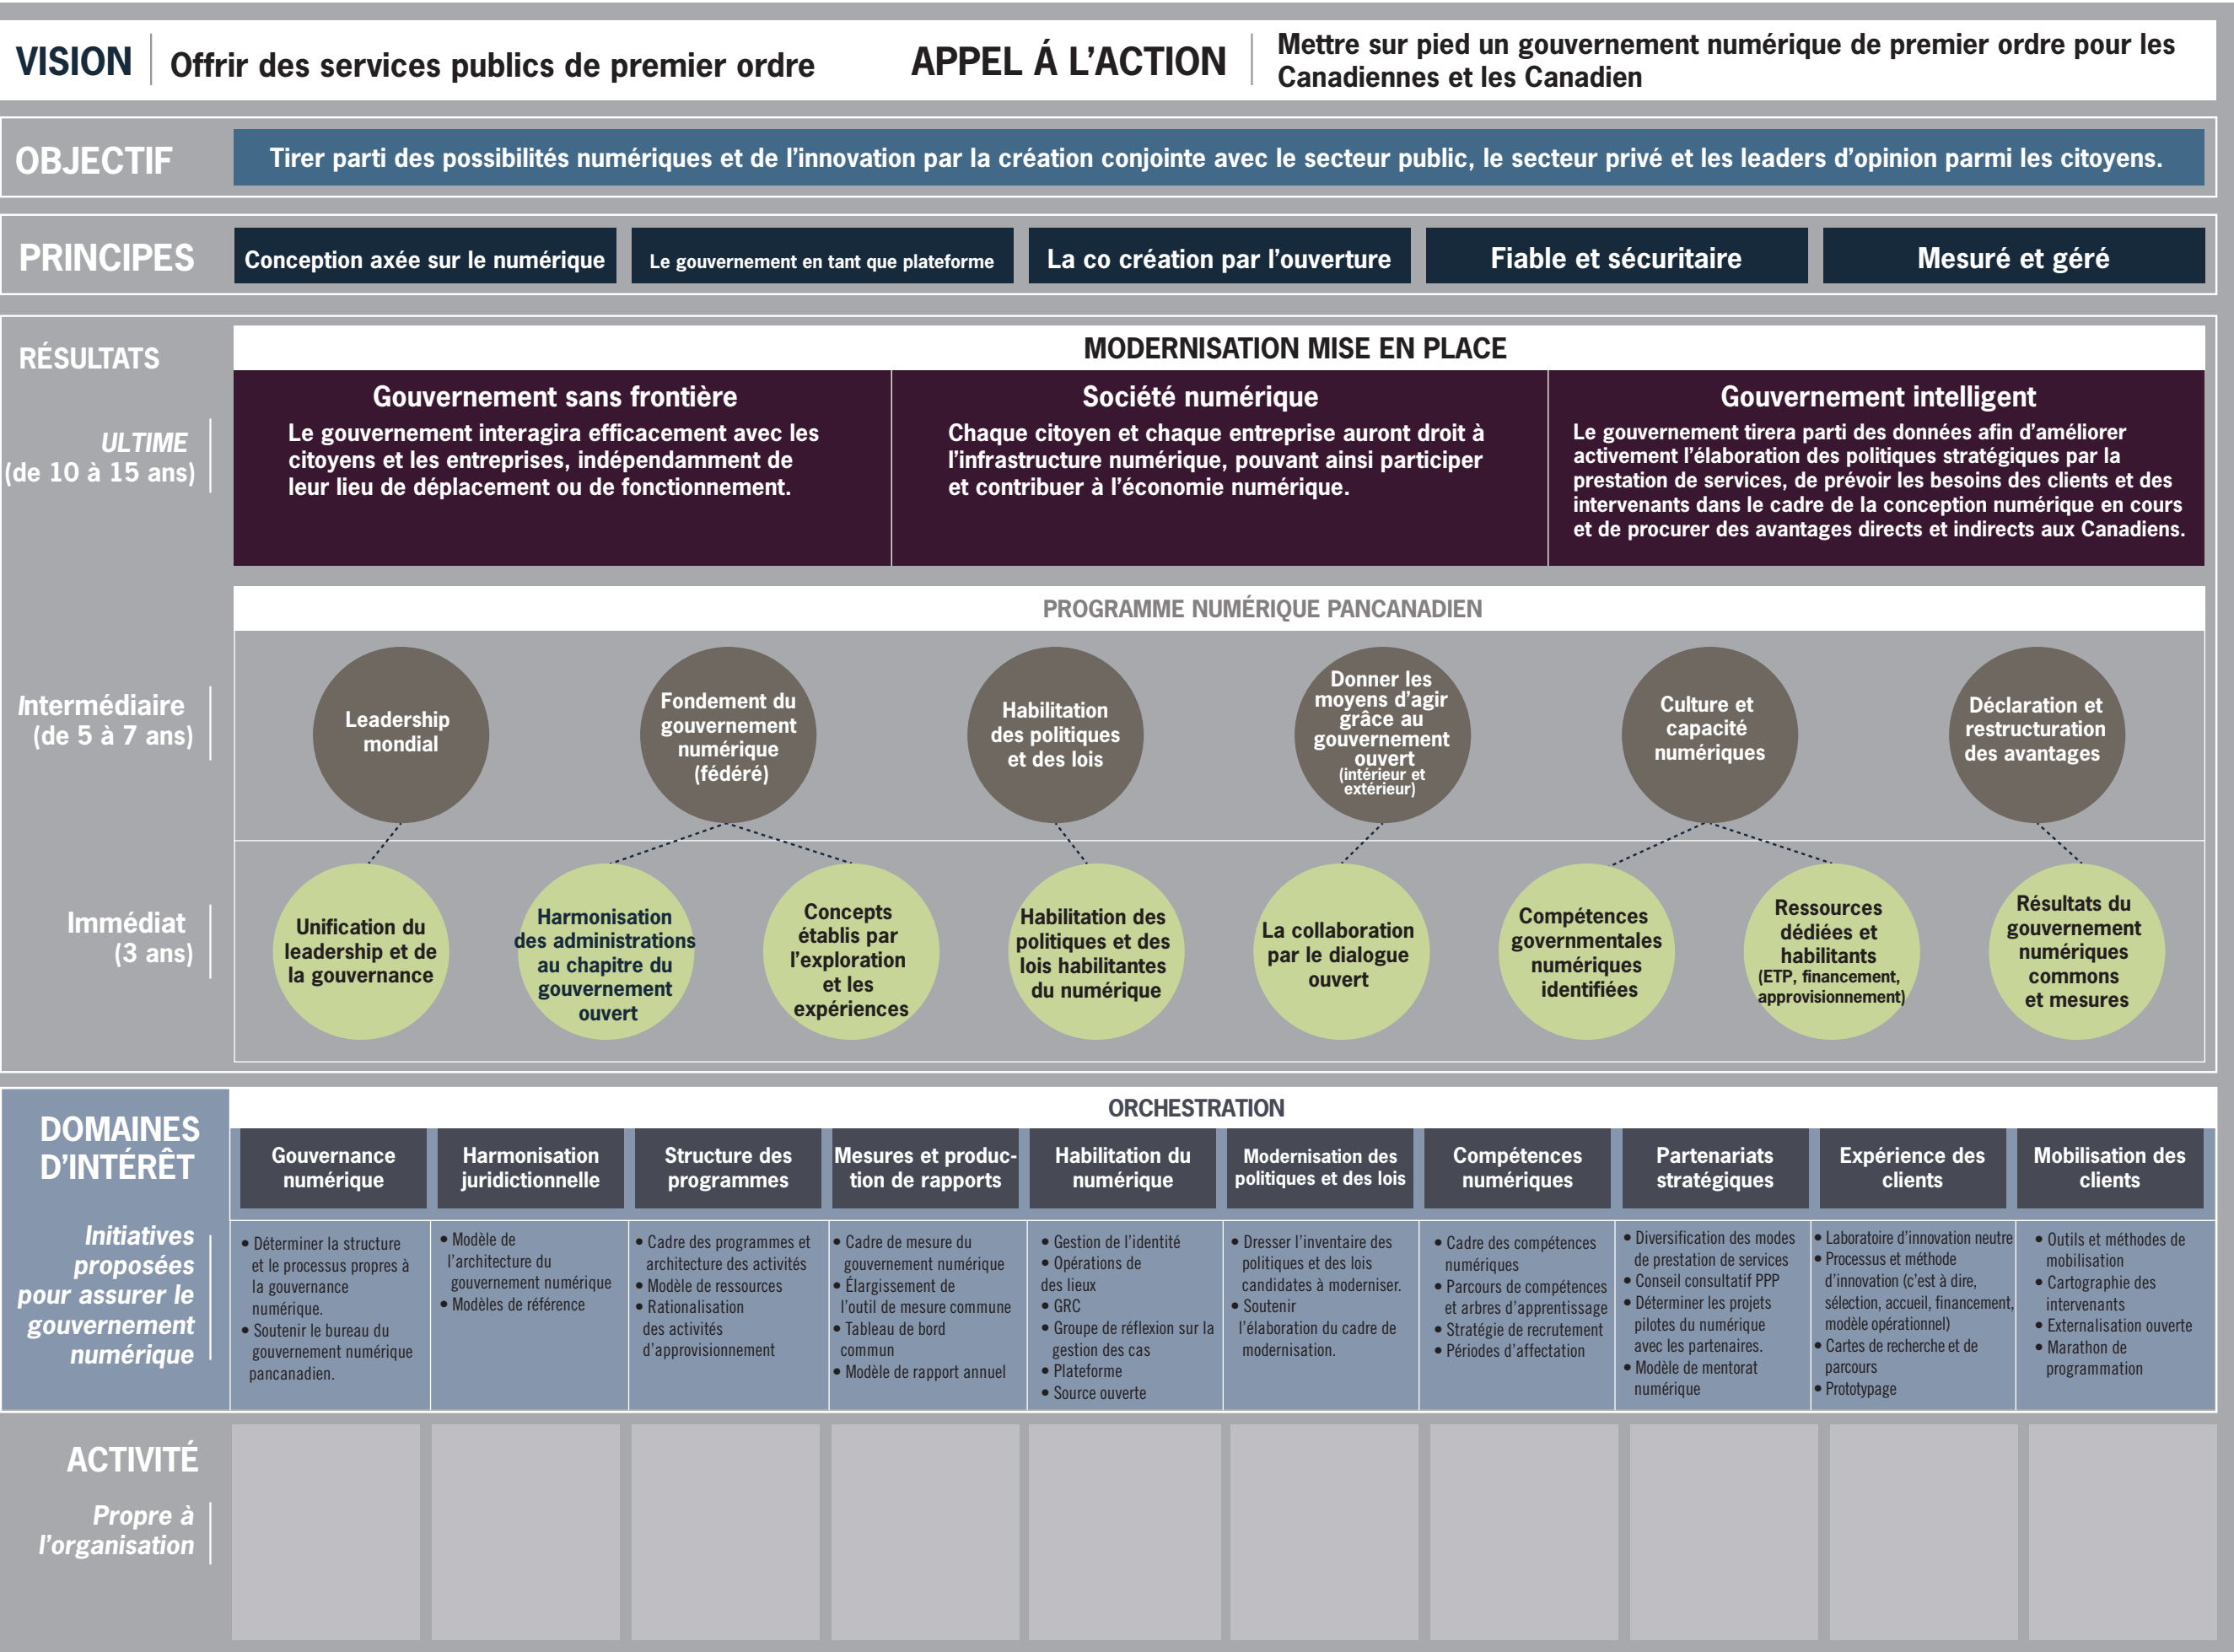 VISION
Offrir des services publics de premier ordre
APPEL Á L’ACTION
Mettre sur pied un gouvernement numérique de premier ordre pour les
Canadiennes et les Canadien
OBJECTIF
Tirer parti des possibilités numériques et de l’innovation par la création conjointe avec le secteur public, le secteur privé et les leaders d’opinion parmi les citoyens.
PRINCIPES
Conception axée sur le numérique
Le gouvernement en tant que plateforme
La co création par l’ouverture
Fiable et sécuritaire
Mesuré et géré
RÉSULTATS
MODERNISATION MISE EN PLACE
ULTIME
(de 10 à 15 ans)
Gouvernement sans frontière
Le gouvernement interagira efficacement avec les
citoyens et les entreprises, indépendamment de
leur lieu de déplacement ou de fonctionnement.
Société numérique
Chaque citoyen et chaque entreprise auront droit à
l’infrastructure numérique, pouvant ainsi participer
et contribuer à l’économie numérique.
Gouvernement intelligent
Le gouvernement tirera parti des données afin d’améliorer
activement l’élaboration des politiques stratégiques par la
prestation de services, de prévoir les besoins des clients et des
intervenants dans le cadre de la conception numérique en cours
et de procurer des avantages directs et indirects aux Canadiens.
PROGRAMME NUMÉRIQUE PANCANADIEN
Intermédiaire
(de 5 à 7 ans)
Leadership
mondial
Fondement du
gouvernement
numérique
(fédéré)
Habilitation
des politiques
et des lois
Donner les
moyens d’agir
grâce au
gouvernement
ouvert
(intérieur et
extérieur)
Culture et
capacité
numériques
Déclaration et
restructuration
des avantages
Immédiat
(3 ans)
Unification du
leadership et de
la gouvernance
Harmonisation
des administrations
au chapitre du
gouvernement
ouvert
Concepts
établis par
l’exploration
et les
expériences
Habilitation des
politiques et des
lois habilitantes
du numérique
La collaboration
par le dialogue
ouvert
Compétences
governmentales
numériques
identifiées
Ressources
dédiées et
habilitants
(ETP, financement,
approvisionnement)
Résultats du
gouvernement
numériques
commons
et mesures
DOMAINES
D’INTÉRÊT
ORCHESTRATION
Gouvernance
numérique
Harmonisation
juridictionnelle
Structure des
programmes
Mesures et produc-
tion de rapports
Habilitation du
numérique
Modernisation des
politiques et des lois
Compétences
numériques
Partenariats
stratégiques
Expérience des
clients
Mobilisation des
clients
Initiatives
proposées
pour assurer le
gouvernement
numérique
• Déterminer la structure
et le processus propres à
la gouvernance
numérique.
• Soutenir le bureau du
gouvernement numérique
pancanadien.
• Modèle de
l’architecture du
gouvernement numérique
• Modèles de référence
• Cadre des programmes et
architecture des activités
• Modèle de ressources
• Rationalisation
des activités
d’approvisionnement
• Cadre de mesure du
gouvernement numérique
• Élargissement de
l’outil de mesure commune
• Tableau de bord
commun
• Modèle de rapport annuel
• Gestion de l’identité
• Opérations de
des lieux
• GRC
• Groupe de réflexion sur la
gestion des cas
• Plateforme
• Source ouverte
• Dresser l’inventaire des
politiques et des lois
candidates à moderniser.
• Soutenir
l’élaboration du cadre de
modernisation.
• Cadre des compétences
numériques
• Parcours de compétences
et arbres d’apprentissage
• Stratégie de recrutement
• Périodes d’affectation
• Diversification des modes
de prestation de services
• Conseil consultatif PPP
• Déterminer les projets
pilotes du numérique
avec les partenaires.
• Modèle de mentorat
numérique
• Laboratoire d’innovation neutre
• Processus et méthode
d’innovation (c’est à dire,
sélection, accueil, financement,
modèle opérationnel)
• Cartes de recherche et de
parcours
• Prototypage
• Outils et méthodes de
mobilisation
• Cartographie des
intervenants
• Externalisation ouverte
• Marathon de
programmation
ACTIVITÉ
Propre à
l’organisation